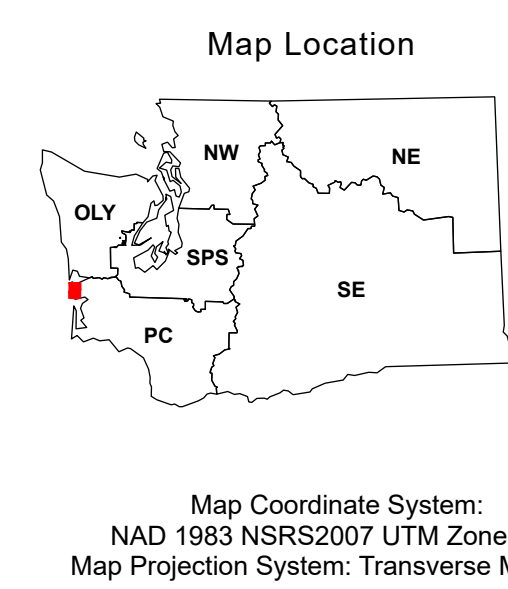 Map Location
NW
NE
OLY
SPS
SE
PC
Map Coordinate System:
NAD 1983 NSRS2007 UTM Zone
Map Projection System: Transverse